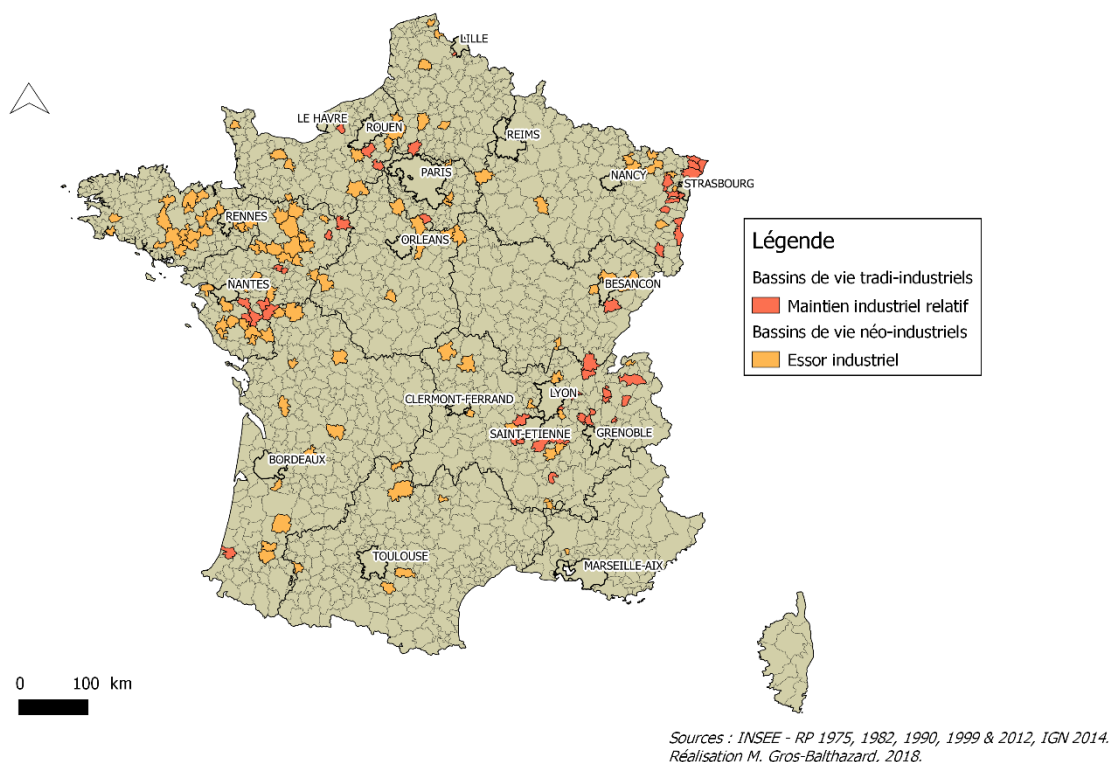 LILLE
LE HAVRE
ROUEN
REIMS
PARIS
NANCY
STRASBOURG
RENNES
ORLEANS
NANTES
BESANCON
Légende
Bassins de vie tradi-industriels
Maintien industriel relatif
Bassins de vie néo-industriels
Essor industriel
CLERMONT-FERRAND
LYON
SAINT-ETIENNE
GRENOBLE
BORDEAUX
TOULOUSE
MARSEILLE-AIX
0 100 km
Sources : INSEE - RP 1975, 1982, 1990, 1999 & 2012, IGN 2014.
Réalisation M. Gros-Balthazard, 2018.